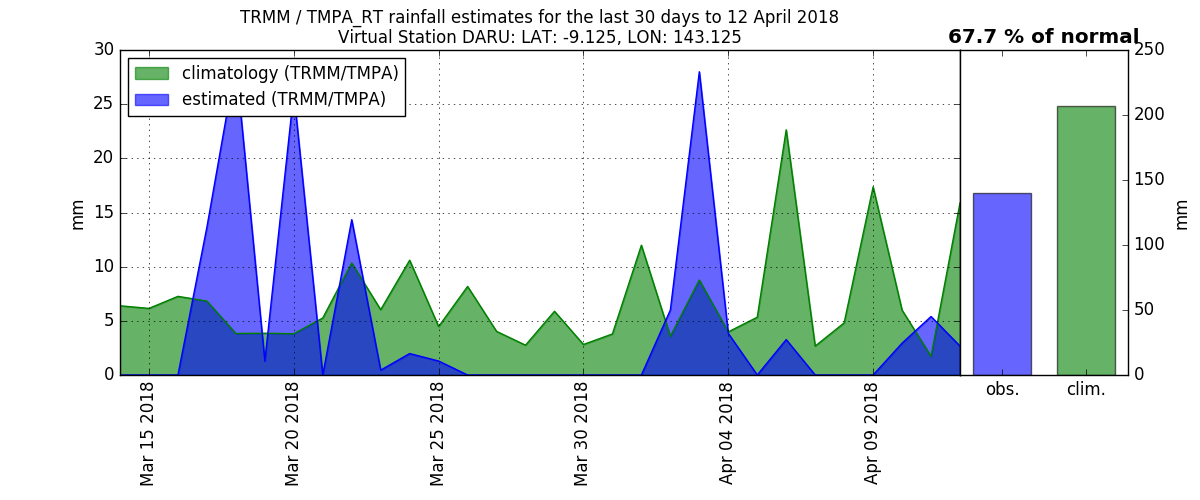 TRMM / TMPA_RT rainfall estimates for the last 30 days to 12 April 2018
Virtual Station DARU: LAT: -9.125, LON: 143.125
67.7 % of normal
climatology (TRMM/TMPA)
estimated (TRMM/TMPA)
30
25
20
15
10
5
0
mm
Mar 15 2018
Mar 20 2018
Mar 25 2018
Mar 30 2018
Apr 04 2018
Apr 09 2018
250
200
150
100
50
0
mm
obs.
clim.